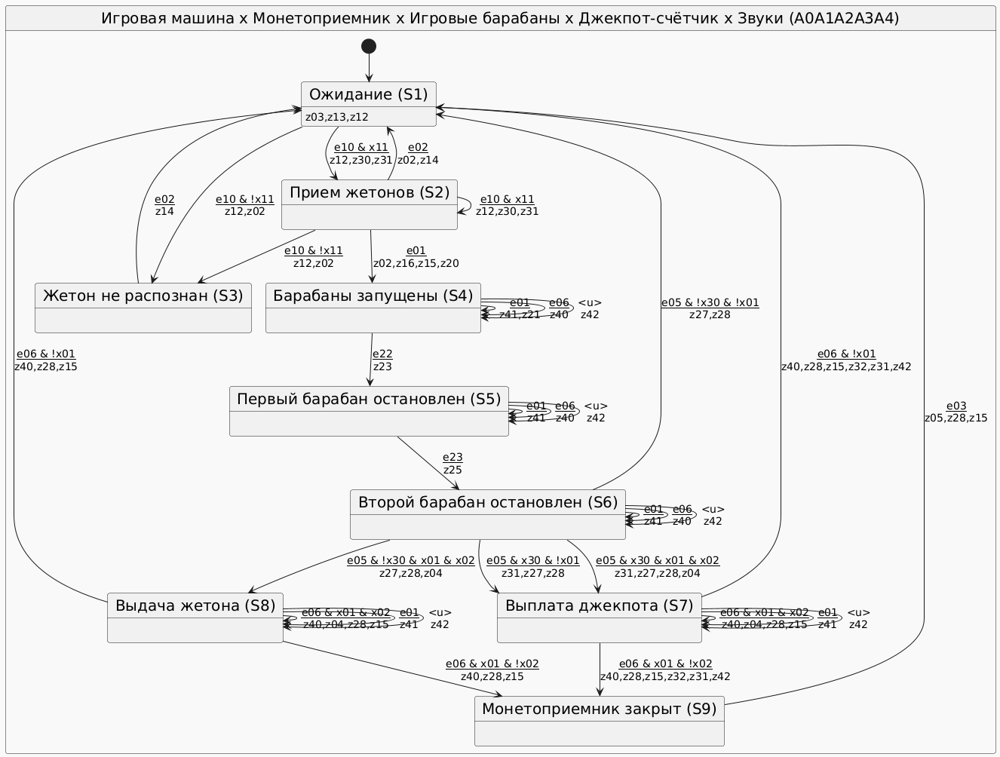 Игровая машина x Монетоприемник x Игровые барабаны x Джекпот-счётчик x Звуки (A0A1A2A3A4)
Ожидание (S1)
z03,z13,z12
e10 & x11
z12,z30,z31
e02
z02,z14
Прием жетонов (S2)
e10 & x11
z12,z30,z31
e02
z14
e10 & !x11
z12,z02
e10 & !x11
z12,z02
e01
z02,z16,z15,z20
Жетон не распознан (S3)
Барабаны запущены (S4)
e01
z41,z21
e06
z40
<u>
z42
e05 & !x30 & !x01
z27,z28
e06 & !x01
z40,z28,z15
e22
z23
e06 & !x01
z40,z28,z15,z32,z31,z42
Первый барабан остановлен (S5)
e01
z41
e06
z40
<u>
z42
e03
z05,z28,z15
e23
z25
Второй барабан остановлен (S6)
e01
z41
e06
z40
<u>
z42
e05 & !x30 & x01 & x02
z27,z28,z04
e05 & x30 & !x01
z31,z27,z28
e05 & x30 & x01 & x02
z31,z27,z28,z04
Выдача жетона (S8)
e06 & x01 & x02
z40,z04,z28,z15
e01
z41
<u>
z42
Выплата джекпота (S7)
e06 & x01 & x02
z40,z04,z28,z15
e01
z41
<u>
z42
e06 & x01 & !x02
z40,z28,z15
e06 & x01 & !x02
z40,z28,z15,z32,z31,z42
Монетоприемник закрыт (S9)